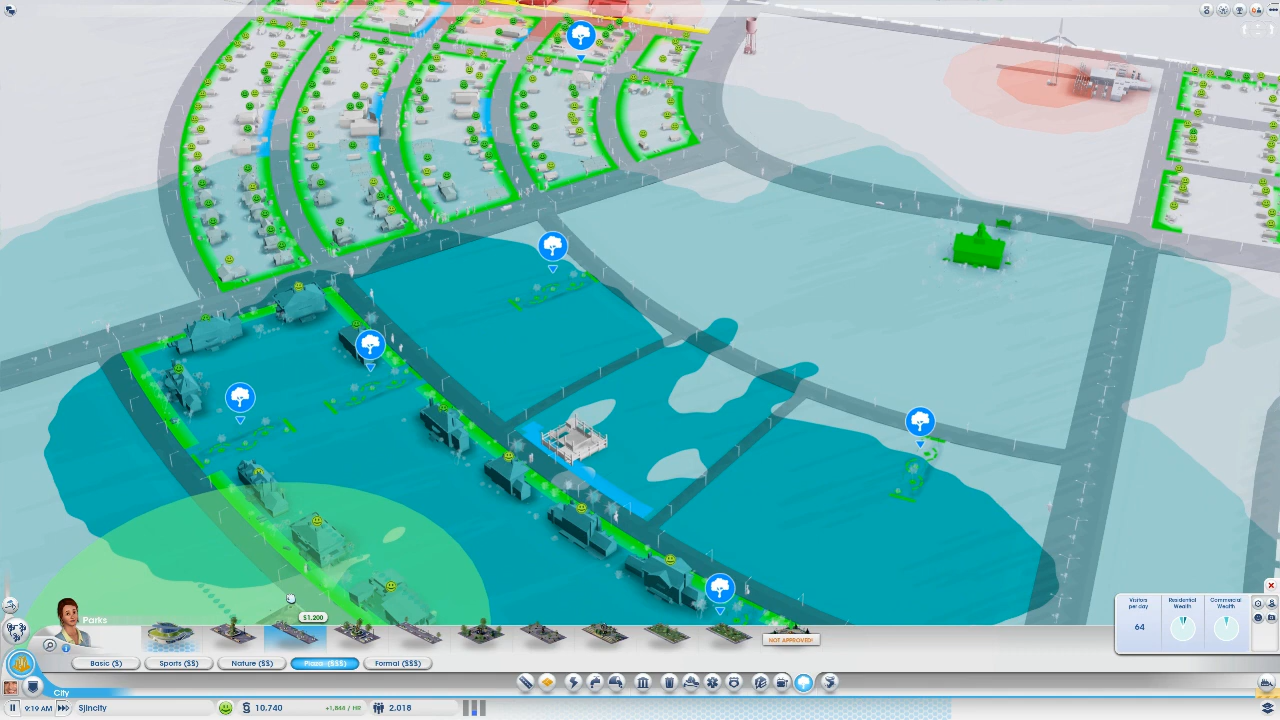 Parks
$1.200
NOT APPROVED!
Basic ($)
Sports ($$)
Nature ($$)
Plaza ($$$)
Formal ($$$)
Visitors per day
64
Residential Wealth
Commercial Wealth
City
9:19 AM
Sjincity
10.740
+1,844 / HR
2.018